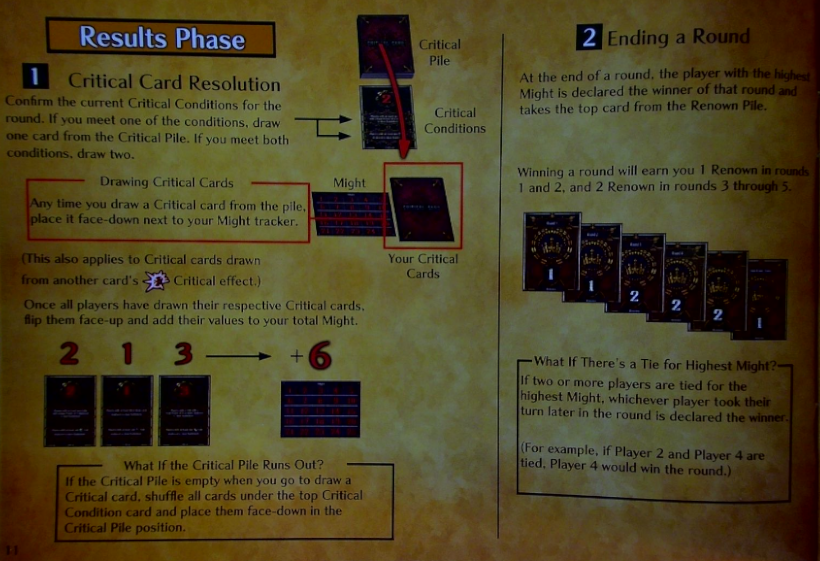 Results Phase
1 Critical Card Resolution
Confirm the current Critical Conditions for the
round. If you meet one of the conditions, draw
one card from the Critical Pile. If you meet both
conditions, draw two.
Critical
Pile
Critical
Conditions
Drawing Critical Cards
Any time you draw a Critical card from the pile,
place it face-down next to your Might tracker.
Might
Your Critical
Cards
(This also applies to Critical cards drawn
from another card's Critical effect.)
Once all players have drawn their respective Critical cards,
flip them face-up and add their values to your total Might.
2 1 3 +6
What If the Critical Pile Runs Out?
If the Critical Pile is empty when you go to draw a
Critical card, shuffle all cards under the top Critical
Condition card and place them face-down in the
Critical Pile position.
2 Ending a Round
At the end of a round, the player with the highest
Might is declared the winner of that round and
takes the top card from the Renown Pile.
Winning a round will earn you 1 Renown in rounds
1 and 2, and 2 Renown in rounds 3 through 5.
1 1 2 2 2 1
What If There's a Tie for Highest Might?
If two or more players are tied for the
highest Might, whichever player took their
turn later in the round is declared the winner.
(For example, if Player 2 and Player 4 are
tied, Player 4 would win the round.)